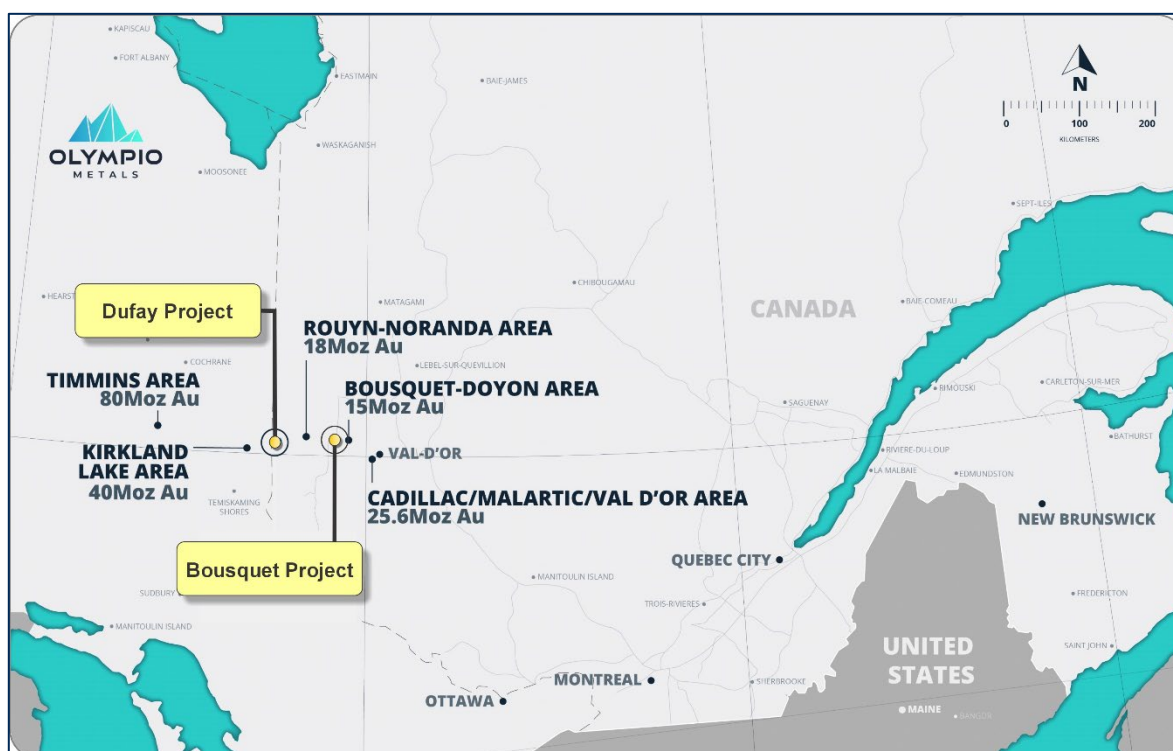 KAPISCAU
FORT ALBANY
EASTMAIN
BAIE-JAMES
N
0 100 200
KILOMETERS
OLYMPIO
METALS
WASKAGANISH
MOOSONEE
SEPT-ILES
CHIBOUGAMAU
HEARST
MATAGAMI
CANADA
BAIE-COMEAU
Dufay Project
ROUYN-NORANDA AREA
18Moz Au
COCHRANE
LEBEL-SUR-QUEVILLION
TIMMINS AREA
80Moz Au
BOUSQUET-DOYON AREA
15Moz Au
BIMOUSKI
CARLETON-SUR-MER
SAGUENAY
BATHURST
KIRKLAND
LAKE AREA
40Moz Au
VAL-D'OR
RIVIERE-DU-LOUP
LA MALBAIE
EDMUNDSTON
TEMISKAMING
SHORES
CADILLAC/MALARTIC/VAL D'OR AREA
25.6Moz Au
NEW BRUNSWICK
Bousquet Project
QUEBEC CITY
MANITOULIN ISLAND
SUDBURY
TROIS-RIVIERES
FREDERICTON
MANITOULIN ISLAND
UNITED
STATES
SAINT JOHN
MONTREAL
SHERBROOKE
OTTAWA
MAINE
BANGOR